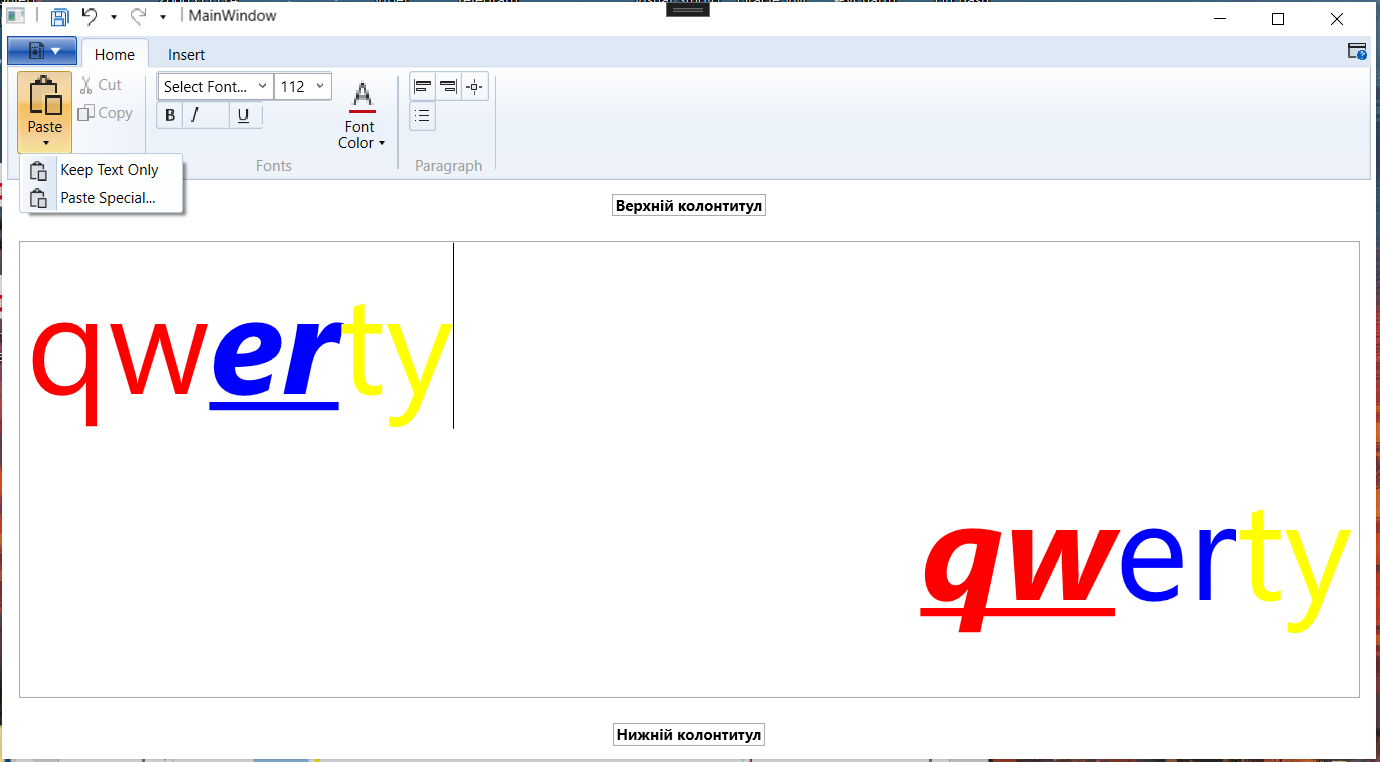 MainWindow
Home Insert
Paste
Cut
Copy
Select Font... 112
B I U
Font
Color
Fonts
Paragraph
Keep Text Only
Paste Special...
Верхній колонтитул
qwerty
qwerty
Нижній колонтитул